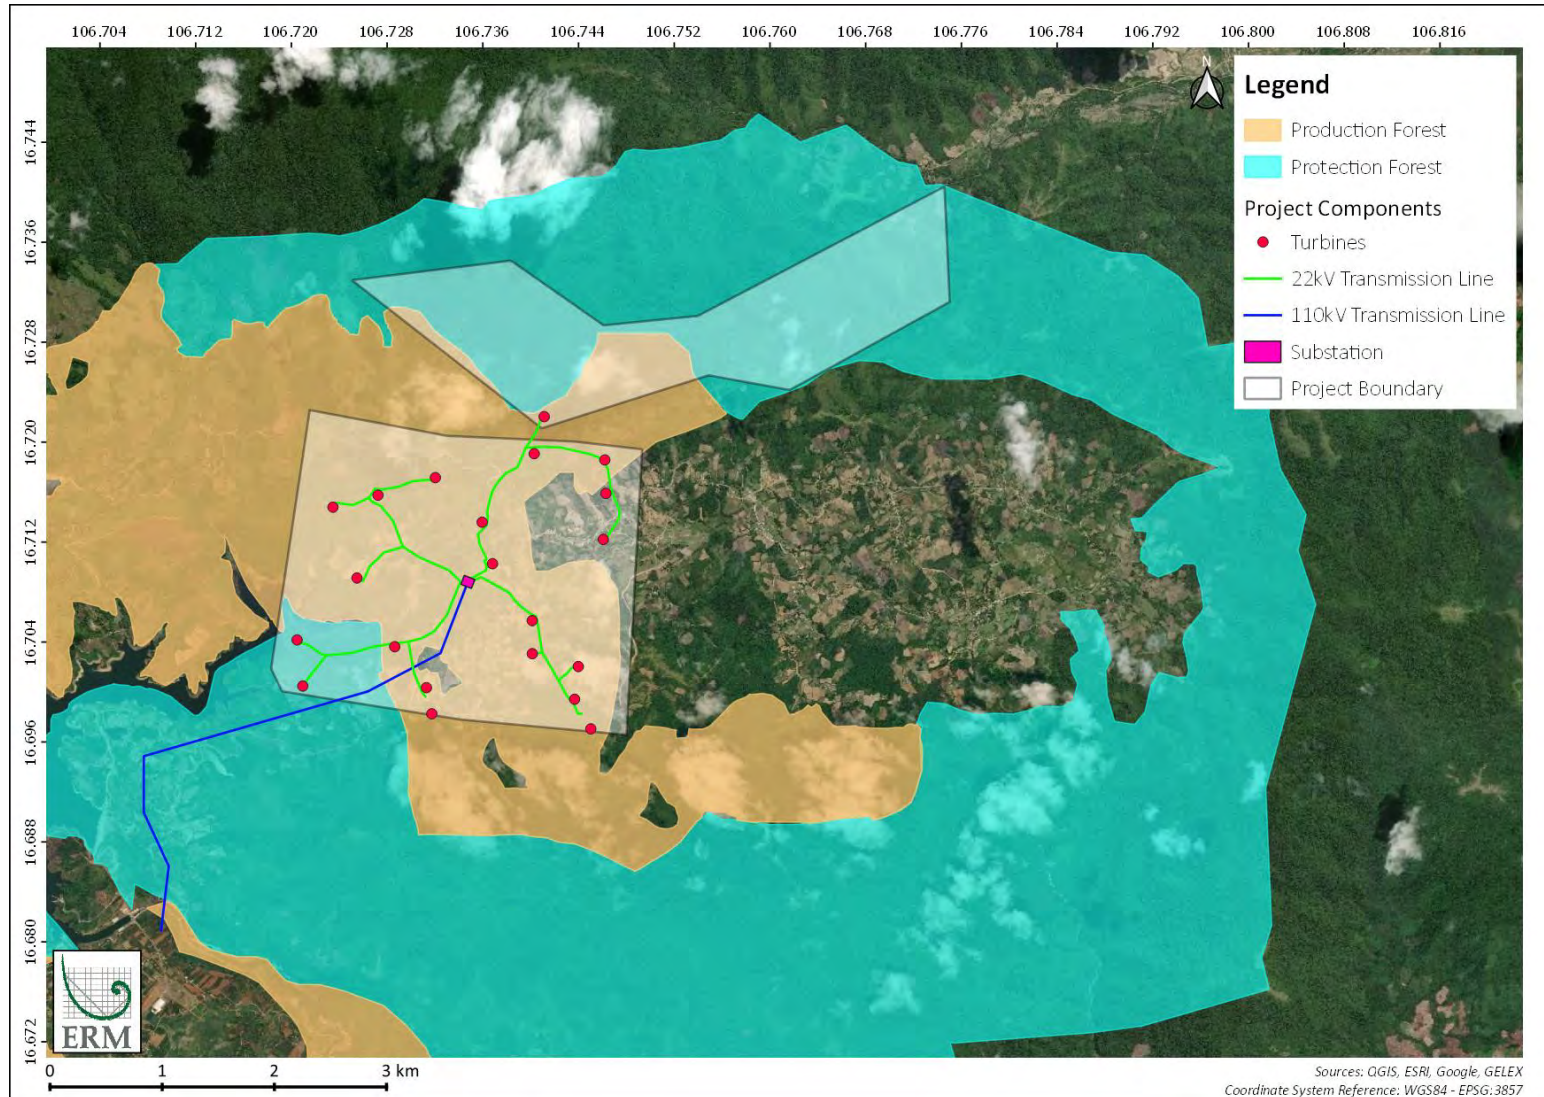 106.704 106.712 106.720 106.728 106.736 106.744 106.752 106.760 106.768 106.776 106.784 106.792 106.800 106.808 106.816
16.744
16.736
16.728
16.720
16.712
16.704
16.696
16.688
16.680
16.672
N
Legend
Production Forest
Protection Forest
Project Components
Turbines
22kV Transmission Line
110kV Transmission Line
Substation
Project Boundary
ERM
0 1 2 3 km
Sources: QGIS, ESRI, Google, GELEX
Coordinate System Reference: WGS84 - EPSG:3857